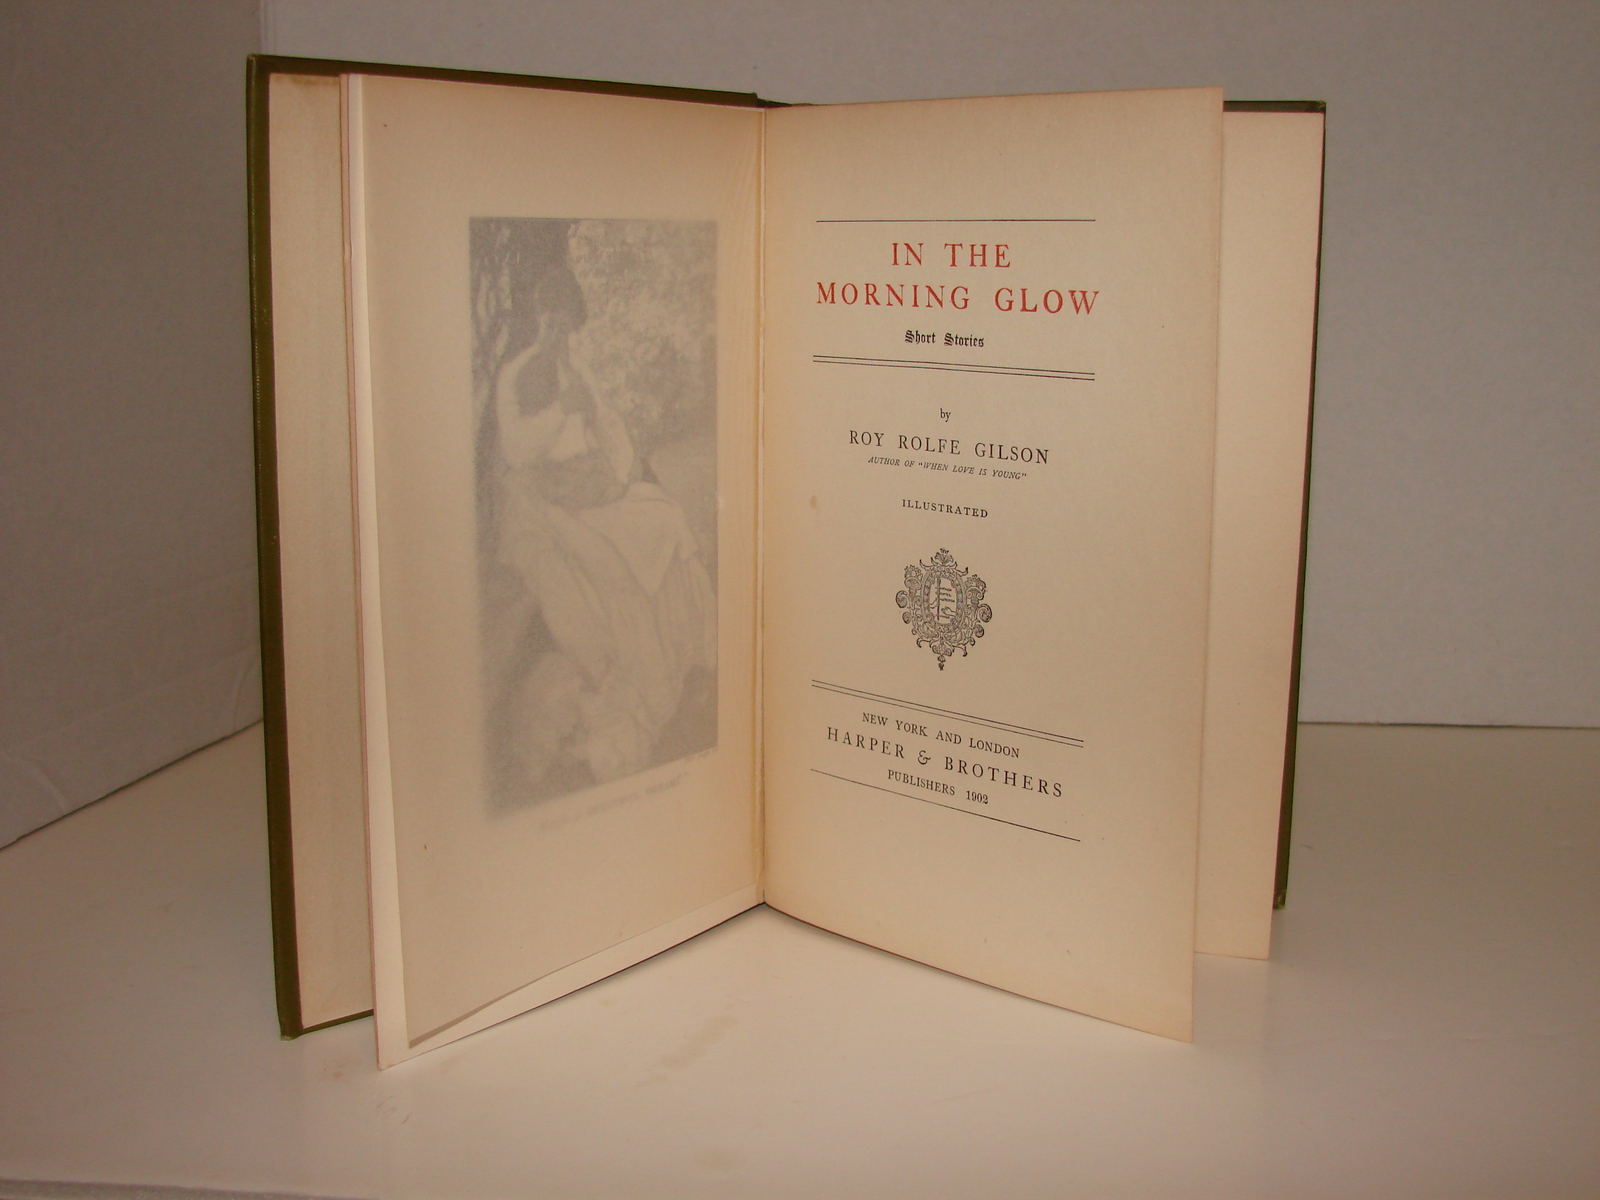 IN THE
MORNING GLOW
Short Stories
by
ROY ROLFE GILSON
AUTHOR OF "WHEN LOVE IS YOUNG"
ILLUSTRATED
NEW YORK AND LONDON
HARPER & BROTHERS
PUBLISHERS 1902